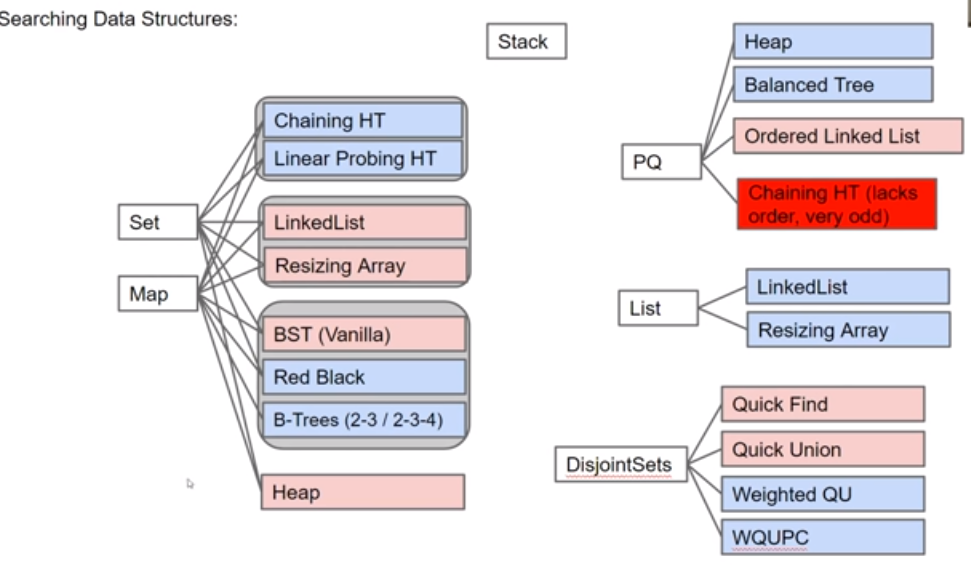 Searching Data Structures:
Stack
Set
Map
Chaining HT
Linear Probing HT
LinkedList
Resizing Array
BST (Vanilla)
Red Black
B-Trees (2-3 / 2-3-4)
Heap
PQ
Heap
Balanced Tree
Ordered Linked List
Chaining HT (lacks
order, very odd)
List
LinkedList
Resizing Array
DisjointSets
Quick Find
Quick Union
Weighted QU
WQUPC